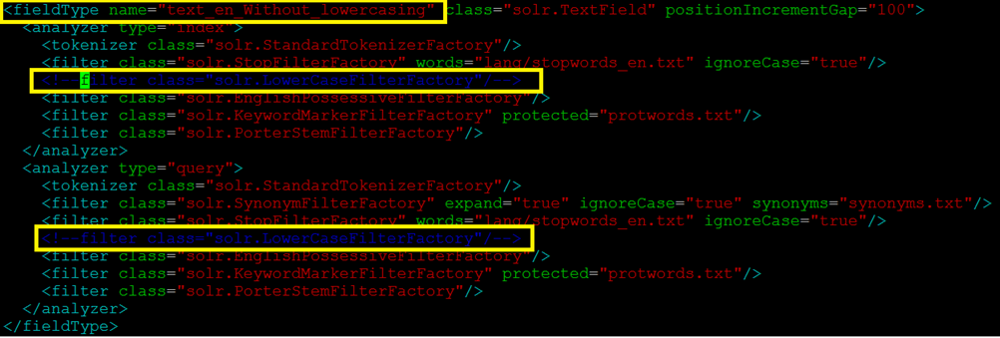 <fieldType name="text_en_Without_lowercasing" class="solr.TextField" positionIncrementGap="100">
<analyzer type="index">
<tokenizer class="solr.StandardTokenizerFactory"/>
<filter class="solr.StopFilterFactory" words="lang/stopwords_en.txt" ignoreCase="true"/>
<!--filter class="solr.LowerCaseFilterFactory"/-->
<filter class="solr.EnglishPossessiveFilterFactory"/>
<filter class="solr.KeywordMarkerFilterFactory" protected="protwords.txt"/>
<filter class="solr.PorterStemFilterFactory"/>
</analyzer>
<analyzer type="query">
<tokenizer class="solr.StandardTokenizerFactory"/>
<filter class="solr.SynonymFilterFactory" expand="true" ignoreCase="true" synonyms="synonyms.txt"/>
<filter class="solr.StopFilterFactory" words="lang/stopwords_en.txt" ignoreCase="true"/>
<!--filter class="solr.LowerCaseFilterFactory"/-->
<filter class="solr.EnglishPossessiveFilterFactory"/>
<filter class="solr.KeywordMarkerFilterFactory" protected="protwords.txt"/>
<filter class="solr.PorterStemFilterFactory"/>
</analyzer>
</fieldType>